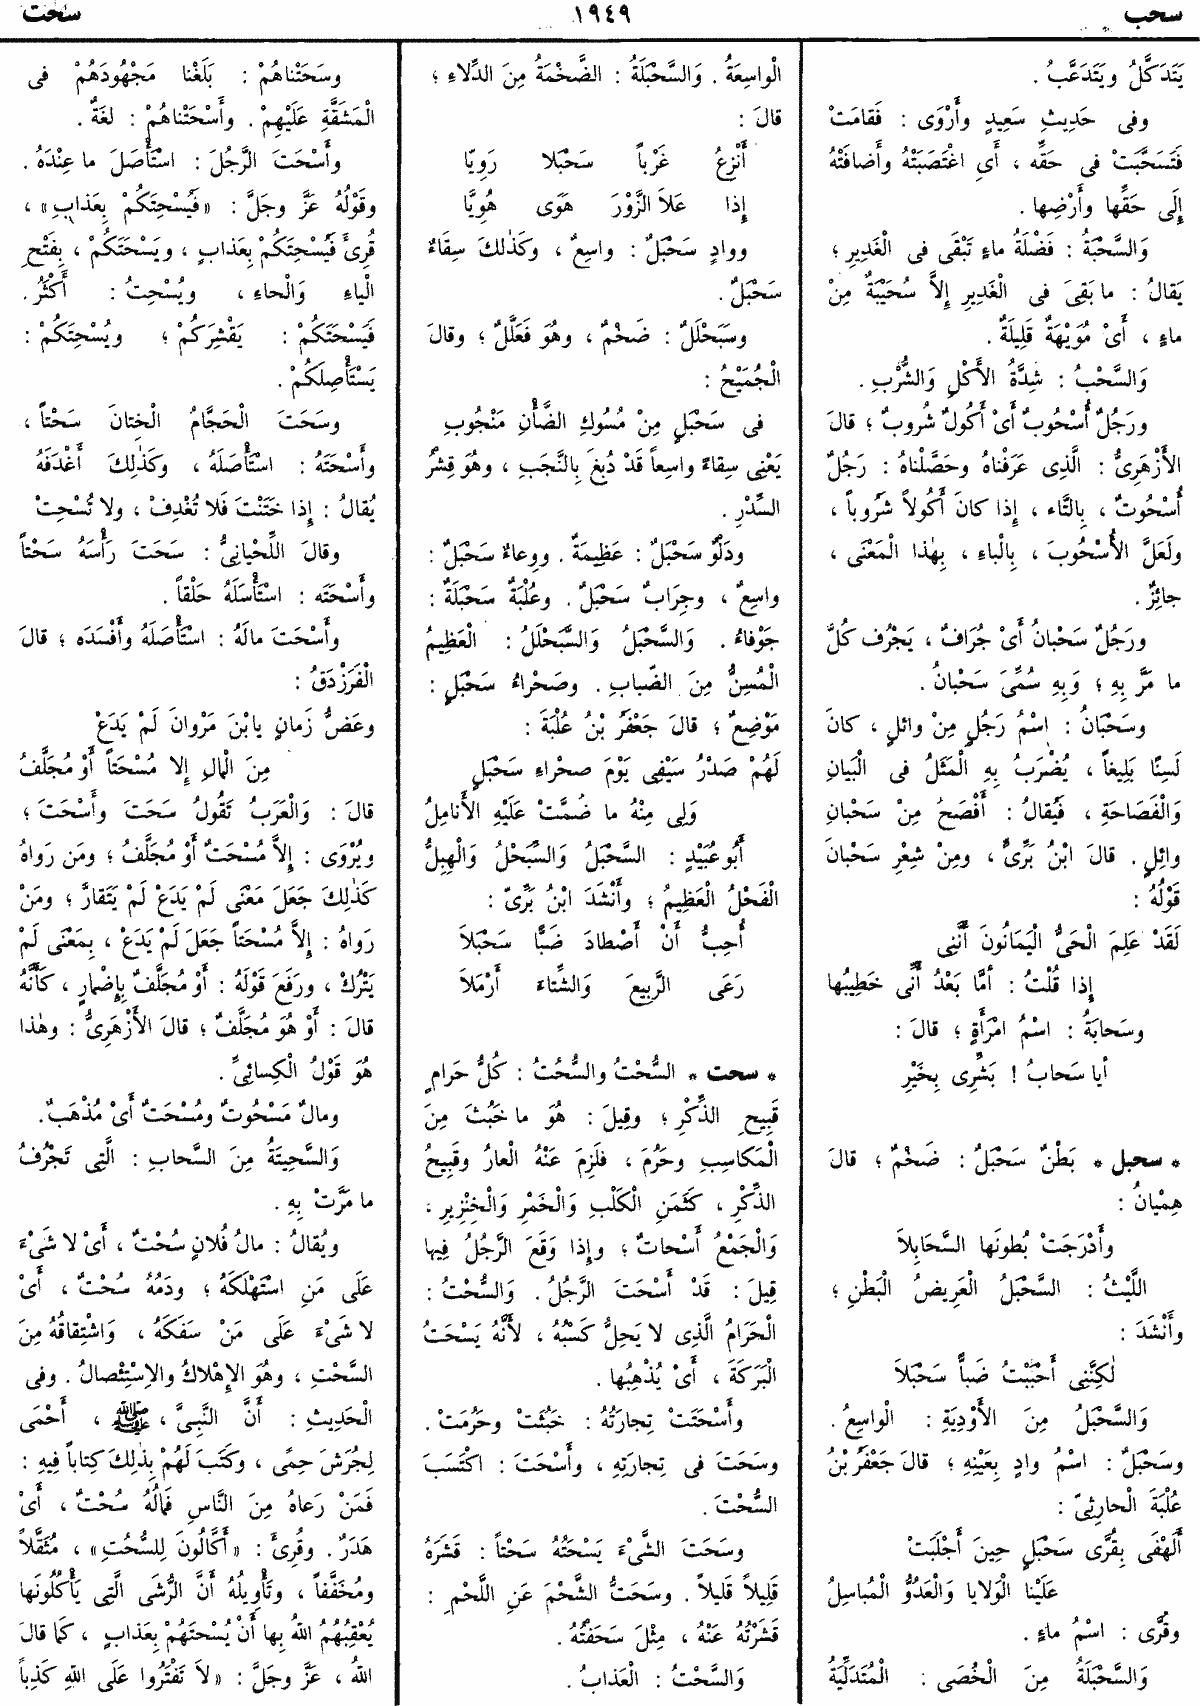 سحب
١٩٤٩
سحت
يَتَدَكَّلُ ويَتَدَعَّبُ .
وفى حَدِيثِ سَعِيدٍ وأَرْوَى : فَقامَتْ
فَتَسَحَّبَتْ فى حَقِّه ، أَىِ اغْتَصَبَتْهُ وأَضافَتْهُ
إِلَى حَقِّها وأَرْضِها .
وَالسَّحْبَةُ : فَضْلَةُ ماءٍ تَبْقَى فى الْغَدِيرِ ؛
يَقالُ : ما بَقِىَ فى الْغَدِيرِ إِلاَّ سُحَيْبَةٌ مِنْ
ماءٍ ، أَىْ مُوَيْهَةٌ قَلِيلَةٌ .
وَالسَّحْبُ : شِدَّةُ الأَكْلِ وَالشُّرْبِ .
ورَجُلٌ أُسْحُوبٌ أَىْ أَكُولٌ شُروبٌ ؛ قالَ
الأَزْهَرِىُّ : الَّذِى عَرَفْناهُ وحَصَّلْناهُ : رَجُلٌ
أُسْحُوتٌ ، بِالتَّاء ، إِذا كانَ أَكُولاً شَرُوباً ،
ولَعَلَّ الأُسْحُوبَ ، بِالْباءِ ، بِهٰذا الْمَعْنَى ،
جائِزٌ .
ورَجُلٌ سَحْبانُ أَىْ جُرَافٌ ، يَجْرُف كُلَّ
ما مَرَّ بِهِ ؛ وَبِهِ سُمِّىَ سَحْبانُ .
وسَحْبَانُ : اسْمُ رَجُلٍ مِنْ وائلٍ ، كانَ
لَسِنًا بَلِيغاً ، يُضْرَبُ بِهِ الْمَثَلُ فى الْبَيانِ
وَالْفَصَاحَةِ ، فَيُقالُ : أَفْصَحُ مِنْ سَحْبانِ
وائِلٍ . قالَ ابْنُ بَرِّىٍّ ، ومِنْ شِعْرِ سَحْبانَ
قَوْلُهُ :
لَقَدْ عَلِمَ الْحَىُّ الْيَمَانُونَ أَنَّنِى
إِذا قُلْتُ : أمَّا بَعْدُ أَنِّى خَطِيبُها
وسَحابَةُ : اسْمُ امْرَأَةٍ ؛ قالَ :
أيا سَحابُ ! بَشِّرِى بِخَيْرِ
* سحبل * بَطْنٌ سَحْبَلٌ : ضَخْمٌ ؛ قالَ
هِمْيانُ :
وأَدْرَجَتْ بُطونَها السَّحَابِلاَ
اللَّيْثُ : السَّحْبَلُ الْعَرِيضُ الْبَطْنِ ؛
وأَنْشَدَ :
لٰكِنَّنِى أَحْبَبْتُ ضَباًّ سَحْبَلاَ
وَالسَّحْبَلُ مِنَ الأَوْدِيَةِ : الْواسِعُ .
وسَحْبَلٌ : اسْمُ وادٍ بِعَيْنِهِ ؛ قالَ جَعْفَرُ بْنُ
عُلْبَةَ الْحارِثِىّ :
أَلَهْفَى بِقُرَّى سَحْبَلٍ حِينَ أَجْلَبَتْ
عَلَيْنا الْوَلايا وَالْعَدُوُّ الْمُباسِلُ
وقُرَّى : اسْمُ ماءٍ .
وَالسَّحْبَلَةُ مِنَ الْخُصَى : الْمُتَدَلِّيَةُ
الْواسِعَةُ . وَالسَّحْبَلَةُ : الضَّخْمَةُ مِنَ الدِّلاءِ ؛
قالَ :
أَنْزِعُ غَرْباً سَحْبَلا رَوِيّا
إِذا عَلاَ الزَّوْرَ هَوَى هُوِيًّا
ووادٍ سَحْبَلٌ : واسِعٌ ، وكَذٰلكَ سِقَاءٌ
سَحْبَلٌ .
وسَبَحْلَلٌ : ضَخْمٌ ، وهُوَ فَعَلَّلٌ ؛ وقالَ
الْجُمَيْحُ :
فى سَحْبَلٍ مِنْ مُسُوكِ الضَّأْنِ مَنْجُوبِ
يَعْنِى سِقاءً واسِعاً قَدْ دُبِغَ بِالنَّجَبِ ، وهُوَ قِشْرُ
السِّدْرِ .
ودَلْوٌ سَحْبَلٌ : عَظِيمَةٌ . ووِعاءٌ سَحْبَلٌ :
واسِعٌ ، وجِرَابٌ سَحْبَلٌ . وعُلْبَةٌ سَحْبَلَةٌ :
جَوْفاءُ . وَالسَّحْبَلُ وَالسَّبَحْلَلُ : الْعَظِيمُ
الْمُسِنُّ مِنَ الضّبابِ . وصَحْراءُ سَحْبَلٍ :
مَوْضِعٌ ؛ قالَ جَعْفَرُ بْنُ عُلْبَةَ :
لَهُمْ صَدْرُ سَيْفِى يَوْمَ صحْراءِ سَحْبَلٍ
وَلِى مِنْهُ ما ضُمَّتْ عَلَيْهِ الأَنامِلُ
أَبُو عُبَيْدٍ : السَّحْبَلُ وَالسِّبَحْلُ وَالْهِبِلُّ
الْفَحْلُ الْعَظِيمُ ؛ وأَنْشَدَ ابْنُ بَرِّىّ :
أُحِبُّ أَنْ أَصْطادَ ضَبًّا سَحْبَلاَ
رَعَى الرَّبِيعَ وَالشِّتاءَ أَرْمَلاَ
* سحت * السُّحْتُ والسُّحُتُ : كُلُّ حَرامٍ
قَبِيحِ الذِّكْرِ ؛ وقِيلَ : هُوَ ما خَبُثَ مِنَ
الْمَكاسِبِ وحَرُمَ ، فلَزِمَ عَنْهُ الْعارُ وقَبِيحُ
الذِّكْرِ ، كَثَمَنِ الْكَلْبِ وَالْخَمْرِ وَالْخِنْزِيرِ ،
وَالْجَمْعُ أَسْحاتٌ ؛ وإِذا وَقَعَ الرَّجُلُ فِيها
قِيلَ : قَدْ أَسْحَتَ الرَّجُلُ . وَالسُّحْتُ :
الْحَرامُ الَّذِى لا يَحِلُّ كَسْبُهُ ، لأَنَّهُ يَسْحَتُ
الْبَرَكَةَ ، أَىْ يُذْهِبُها .
وأَسْحَتَتْ تِجارَتُهُ : خَبُثَتْ وحَرُمَتْ .
وسَحَتَ فى تِجارَتِهِ ، وأَسْحَتَ : اكْتَسَبَ
السُّحْتَ .
وسَحَتَ الشَّىْءَ يَسْحَتُهُ سَحْتاً : قَشَرَهُ
قَلِيلاً قَلِيلاً . وسَحَتُّ الشَّحْمَ عَنِ اللَّحْمِ :
قَشَرْتُهُ عَنْهُ ، مِثْلَ سَحَفْتُهُ .
وَالسَّحْتُ : الْعَذابُ .
وسَحَتْناهُمْ : بَلَغْنا مَجْهُودَهُمْ فى
الْمَشَقَّةِ عَلَيْهِمْ . وأَسْحَتْناهُمْ : لغَةٌ .
وأَسْحَتَ الرَّجُلَ : اسْتَأْصَلَ ما عِنْدَهُ .
وقَوْلُهُ عَزَّ وجَلَّ : «فَيُسْحِتَكُمْ بِعَذابٍ» ،
قُرِئَ فَيُسْحِتَكُمْ بِعَذابٍ ، ويَسْحَتَكُمْ ، بِفَتْحِ
الْياءِ وَالْحاءِ ، ويُسْحِتُ : أَكْثَرُ .
فَيَسْحَتَكُمْ : يَقْشِرَكُمْ ؛ ويُسْحِتَكُمْ :
يَسْتَأْصِلَكُمْ .
وسَحَتَ الْحَجَّامُ الْخِتانَ سَحْتاً ،
وأَسْحَتَهُ : اسْتَأْصَلَهُ ، وكَذٰلِكَ أَغْدَفَهُ
يُقالُ : إِذا خَتَنْتَ فَلا تُغْدِفْ ، ولا تُسْحِتْ
وقالَ اللِّحْيانِىُّ : سَحَتَ رَأْسَهُ سَحْتاً
وأَسْحَتَه : اسْتَأْسَلَهُ حَلْقاً .
وأَسْحَتَ مالَهُ : اسْتَأْصَلَهُ وأَفْسَدَه ؛ قالَ
الْفَرَزْدَقُ :
وعَضُّ زَمانٍ يابْنَ مَرْوانَ لَمْ يَدَعْ
مِنَ الْمالِ إِلا مُسْحَتاً أَوْ مُجَلَّفُ
قالَ : وَالْعَرَبُ تَقُولُ سَحَتَ وأَسْحَتَ ؛
ويُرْوَى : إِلاَّ مُسْحَتٌ أَوْ مُجَلَّفُ ؛ ومَن رَواهُ
كَذٰلِكَ جَعَلَ مَعْنَى لَمْ يَدَعْ لَمْ يَتَقارَّ ؛ ومَنْ
رَواهُ : إِلاَّ مُسْحَتاً جَعَلَ لَمْ يَدَعْ ، بِمَعْنَى لَمْ
يَتْرُكْ ، ورَفَعَ قَوْلَهُ : أَوْ مُجَلَّفٌ بِإِضْمارٍ ، كَأَنَّهُ
قالَ : أَوْ هُوَ مُجَلَّفٌ ؛ قالَ الأَزْهَرِىُّ : وهٰذا
هُوَ قَوْلُ الْكِسائِىِّ .
ومالٌ مَسْحُوتٌ ومُسْحَتٌ أَىْ مُذْهَبٌ .
وَالسَّحِيتَةُ مِنَ السَّحابِ : الَّتِى تَجْرُفُ
ما مَرَّتْ بِهِ .
ويُقالُ : مالُ فُلانٍ سُحْتٌ ، أَىْ لا شَىْءَ
عَلَى مَنِ اسْتَهْلَكَهُ ؛ ودَمُهُ سُحْتٌ ، أَىْ
لا شَىْءَ عَلَى مَنْ سَفَكَهُ ، وَاشْتِقاقُهُ مِنَ
السَّحْتِ ، وهُوَ الإِهْلاكُ والاِسْتِئْصالُ . وفى
الْحَدِيثِ : أَنَّ النَّبِىَّ ، ﷺ ، أَحْمَى
لِجُرَشَ حِمًى ، وكَتَبَ لَهُمْ بِذٰلِكَ كِتاباً فِيهِ :
فَمَنْ رَعاهُ مِنَ النَّاسِ فَمالُهُ سُحْتٌ ، أَىْ
هَدَرٌ . وقُرِئَ : «أَكَّالُونَ لِلسُّحُتِ» ، مُثَقَّلاً
ومُخَفَّفاً ، وتَأْوِيلُهُ أَنَّ الرُّشَى الَّتِى يَأْكُلُونَها
يُعْقِبُهُمُ اللهُ بِها أَنْ يُسْحتَهُمْ بِعَذابٍ ، كَما قالَ
اللهُ ، عَزَّ وجَلَّ : « لاَ تَفْتَرُوا عَلَى اللهِ كَذِباً